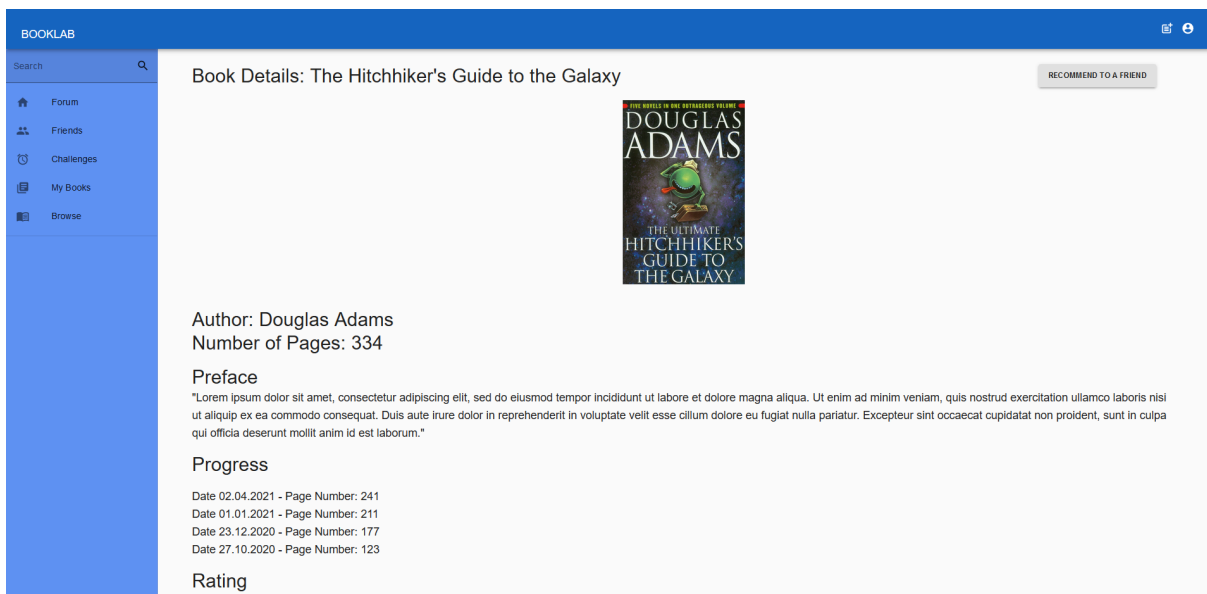 BOOKLAB
Search
Forum
Friends
Challenges
My Books
Browse
Book Details: The Hitchhiker's Guide to the Galaxy
RECOMMEND TO A FRIEND
FIVE NOVELS IN ONE OUTRAGEOUS VOLUME
DOUGLAS
ADAMS
THE ULTIMATE
HITCHHIKER'S
GUIDE TO
THE GALAXY
Author: Douglas Adams
Number of Pages: 334
Preface
"Lorem ipsum dolor sit amet, consectetur adipiscing elit, sed do eiusmod tempor incididunt ut labore et dolore magna aliqua. Ut enim ad minim veniam, quis nostrud exercitation ullamco laboris nisi
ut aliquip ex ea commodo consequat. Duis aute irure dolor in reprehenderit in voluptate velit esse cillum dolore eu fugiat nulla pariatur. Excepteur sint occaecat cupidatat non proident, sunt in culpa
qui officia deserunt mollit anim id est laborum."
Progress
Date 02.04.2021 - Page Number: 241
Date 01.01.2021 - Page Number: 211
Date 23.12.2020 - Page Number: 177
Date 27.10.2020 - Page Number: 123
Rating